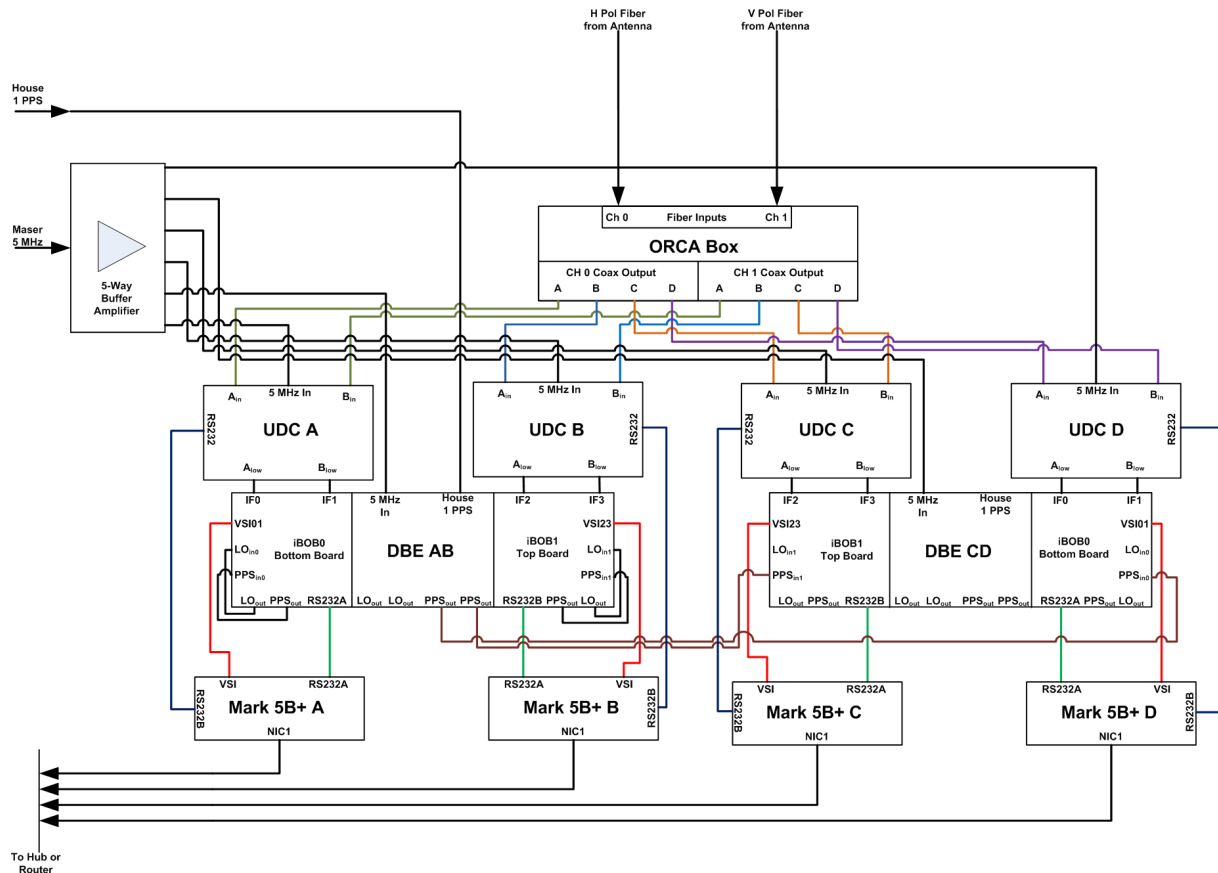 H Pol Fiber
from Antenna
V Pol Fiber
from Antenna
House
1 PPS
Maser
5 MHz
5-Way
Buffer
Amplifier
Ch 0 Fiber Inputs Ch 1
ORCA Box
CH 0 Coax Output
CH 1 Coax Output
A B C D
A B C D
Ain 5 MHz In Bin
RS232
UDC A
Alow Blow
Ain 5 MHz In Bin
RS232
UDC B
Alow Blow
Ain 5 MHz In Bin
RS232
UDC C
Alow Blow
Ain 5 MHz In Bin
RS232
UDC D
Alow Blow
IF0 IF1
VSI01
iBOB0
Bottom Board
LOin0
PPSin0
LOout PPSout RS232A
5 MHz
In
House
1 PPS
DBE AB
LOout LOout PPSout PPSout
IF2 IF3
VSI23
iBOB1
Top Board
LOin1
PPSin1
RS232B PPSout LOout
IF2 IF3
VSI23
iBOB1
Top Board
LOin1
PPSin1
LOout PPSout RS232B
5 MHz
In
House
1 PPS
DBE CD
LOout LOout PPSout PPSout
IF0 IF1
VSI01
iBOB0
Bottom Board
LOin0
PPSin0
RS232A PPSout LOout
VSI RS232A
RS232B
Mark 5B+ A
NIC1
RS232A VSI
RS232B
Mark 5B+ B
NIC1
VSI RS232A
RS232B
Mark 5B+ C
NIC1
RS232A VSI
RS232B
Mark 5B+ D
NIC1
To Hub or
Router